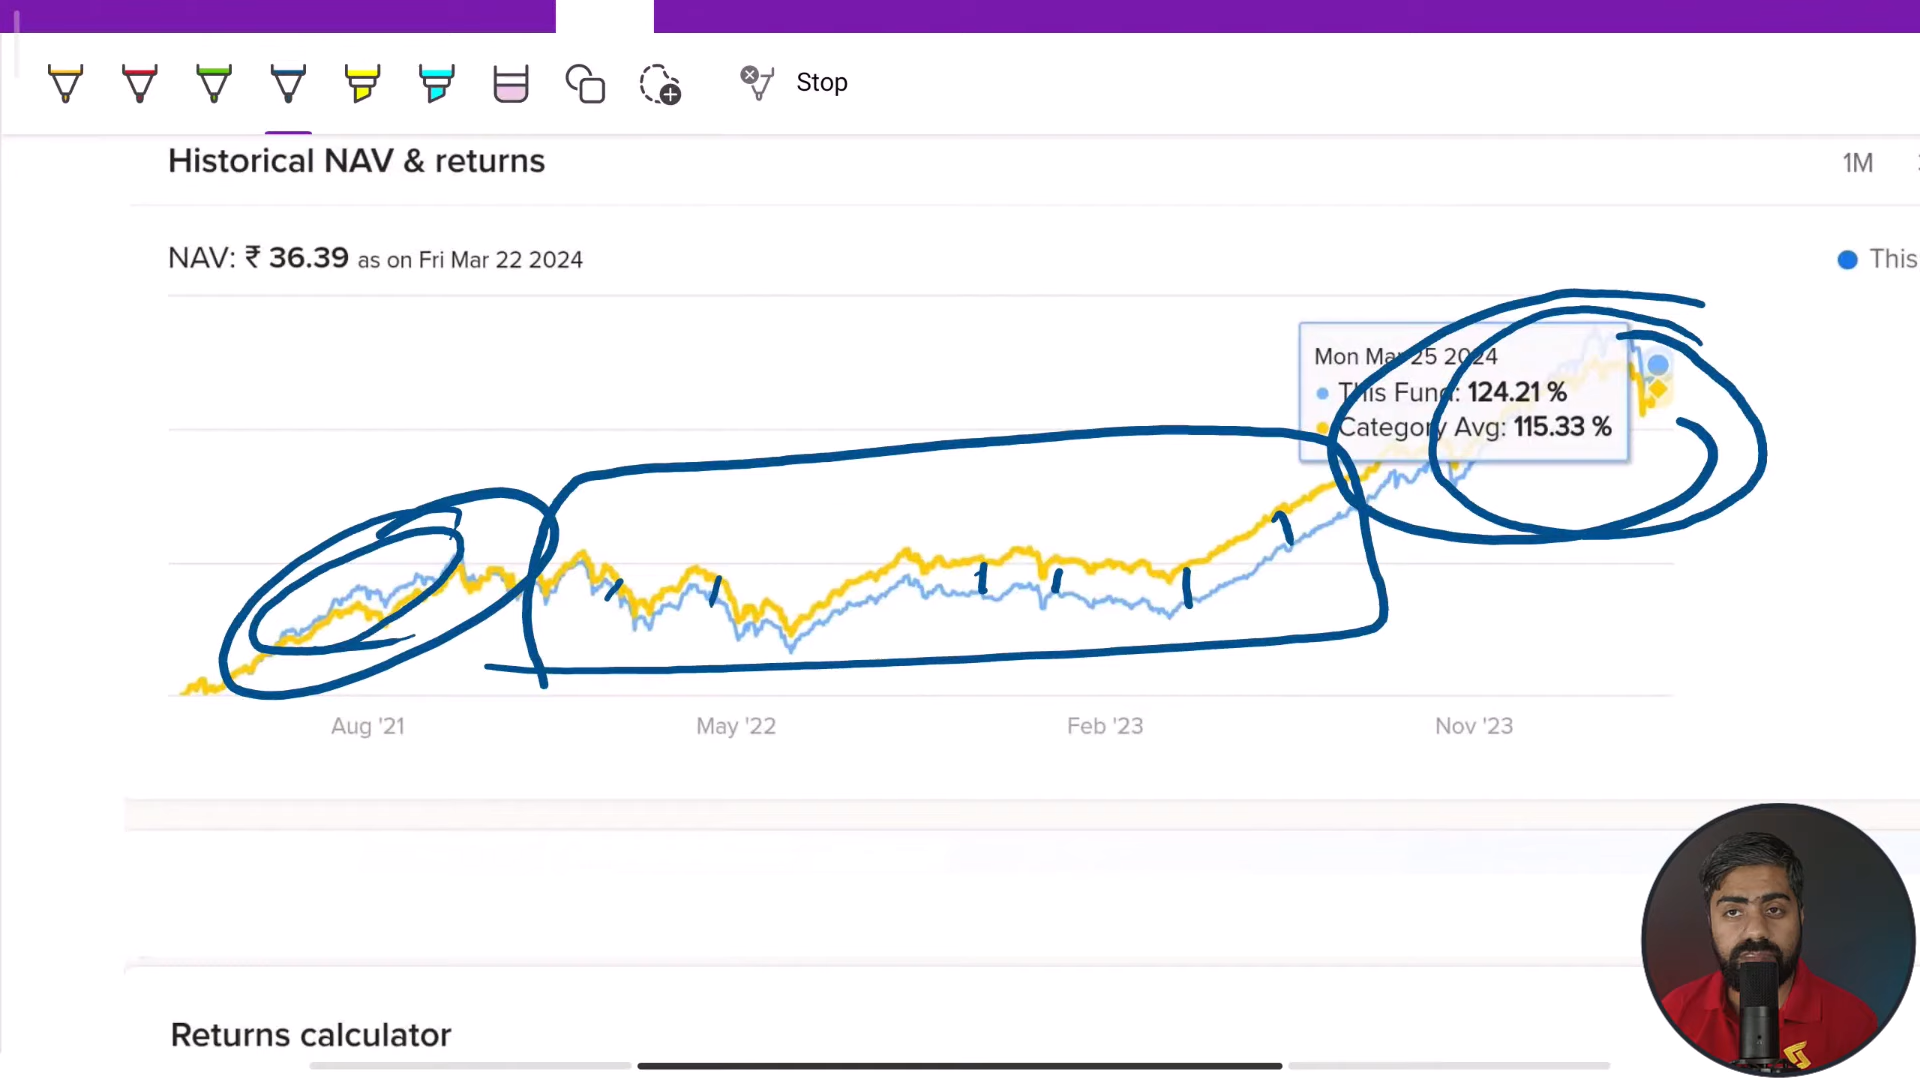 Stop
Historical NAV & returns
1M
NAV: ₹ 36.39 as on Fri Mar 22 2024
This
Mon Mar 25 2024
This Fund: 124.21 %
Category Avg: 115.33 %
Aug '21
May '22
Feb '23
Nov '23
Returns calculator